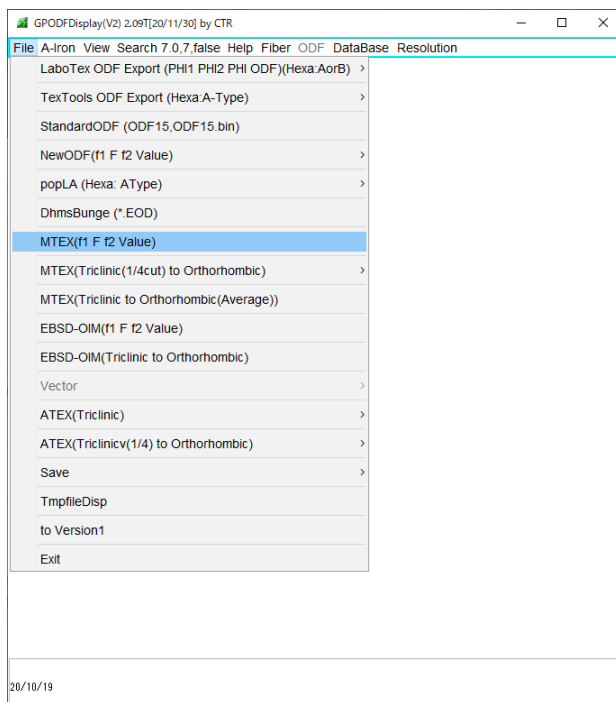 GPODFDisplay(V2) 2.09T[20/11/30] by CTR
File A-Iron View Search 7.0,7,false Help Fiber ODF DataBase Resolution
LaboTex ODF Export (PHI1 PHI2 PHI ODF)(Hexa:AorB)
TexTools ODF Export (Hexa:A-Type)
StandardODF (ODF15,ODF15.bin)
NewODF(f1 F f2 Value)
popLA (Hexa: AType)
DhmsBunge (*.EOD)
MTEX(f1 F f2 Value)
MTEX(Triclinic(1/4cut) to Orthorhombic)
MTEX(Triclinic to Orthorhombic(Average))
EBSD-OIM(f1 F f2 Value)
EBSD-OIM(Triclinic to Orthorhombic)
Vector
ATEX(Triclinic)
ATEX(Triclinicv(1/4) to Orthorhombic)
Save
TmpfileDisp
to Version1
Exit
20/10/19